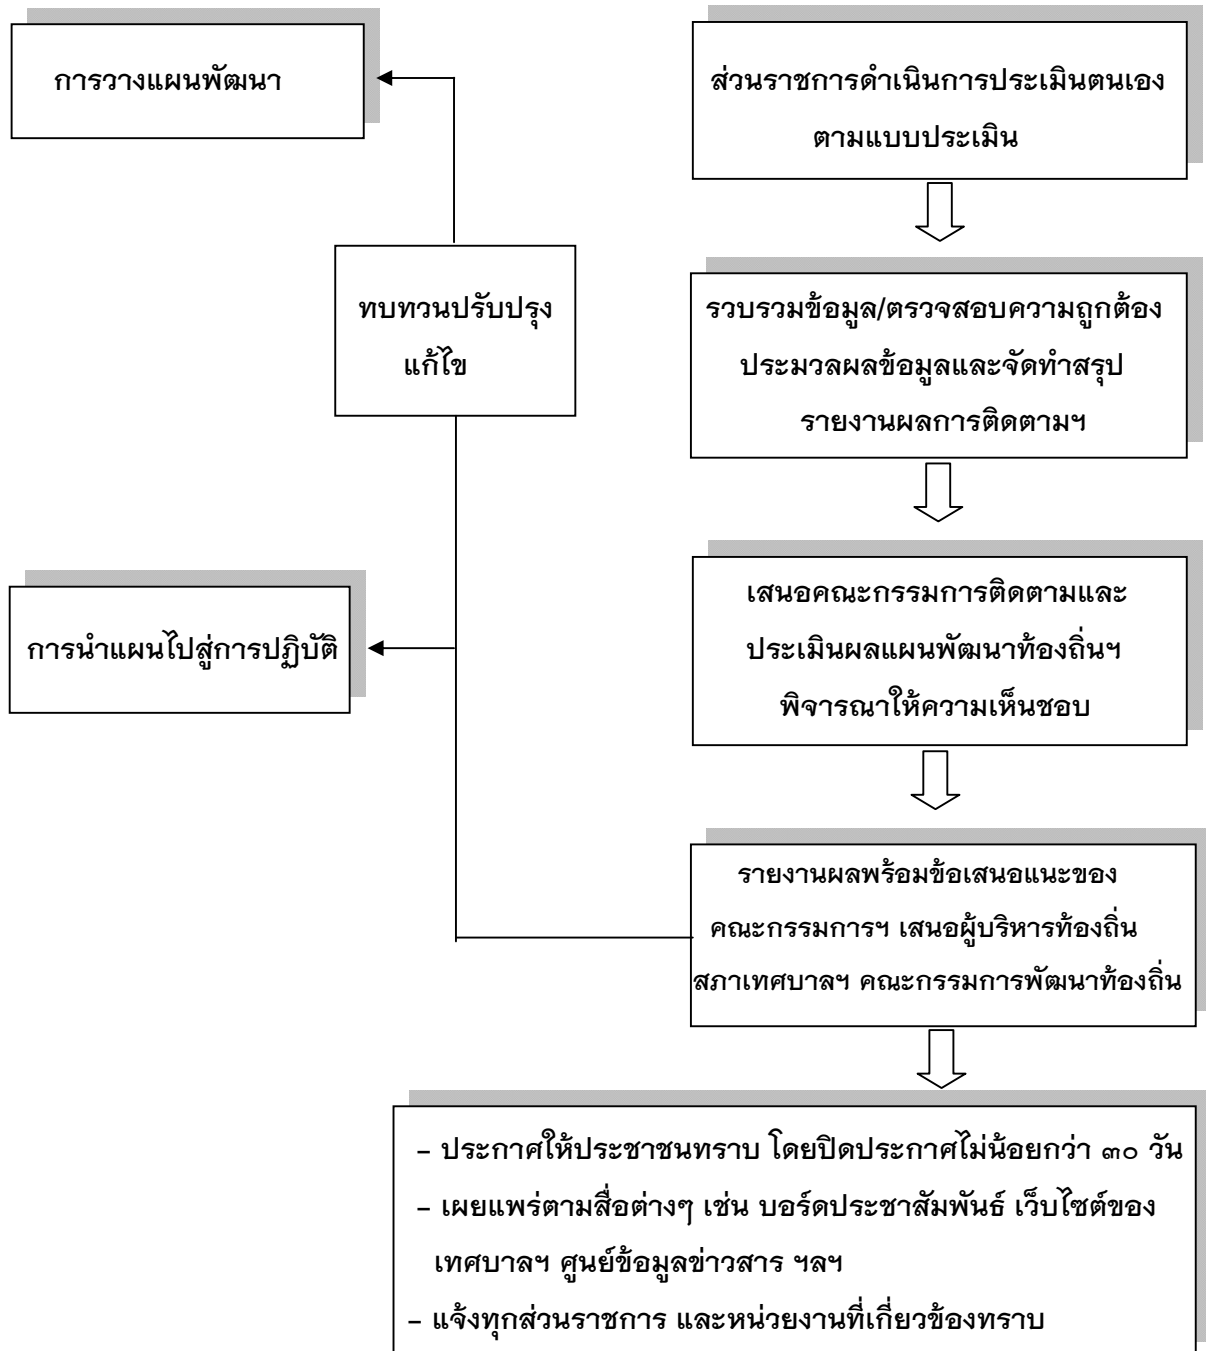 การวางแผนพัฒนา
ส่วนราชการดำเนินการประเมินตนเอง
ตามแบบประเมิน
ทบทวนปรับปรุง
แก้ไข
รวบรวมข้อมูล/ตรวจสอบความถูกต้อง
ประมวลผลข้อมูลและจัดทำสรุป
รายงานผลการติดตามฯ
การนำแผนไปสู่การปฏิบัติ
เสนอคณะกรรมการติดตามและ
ประเมินผลแผนพัฒนาท้องถิ่นฯ
พิจารณาให้ความเห็นชอบ
รายงานผลพร้อมข้อเสนอแนะของ
คณะกรรมการฯ เสนอผู้บริหารท้องถิ่น
สภาเทศบาลฯ คณะกรรมการพัฒนาท้องถิ่น
– ประกาศให้ประชาชนทราบ โดยปิดประกาศไม่น้อยกว่า ๓๐ วัน
– เผยแพร่ตามสื่อต่างๆ เช่น บอร์ดประชาสัมพันธ์ เว็บไซต์ของ
เทศบาลฯ ศูนย์ข้อมูลข่าวสาร ฯลฯ
– แจ้งทุกส่วนราชการ และหน่วยงานที่เกี่ยวข้องทราบ